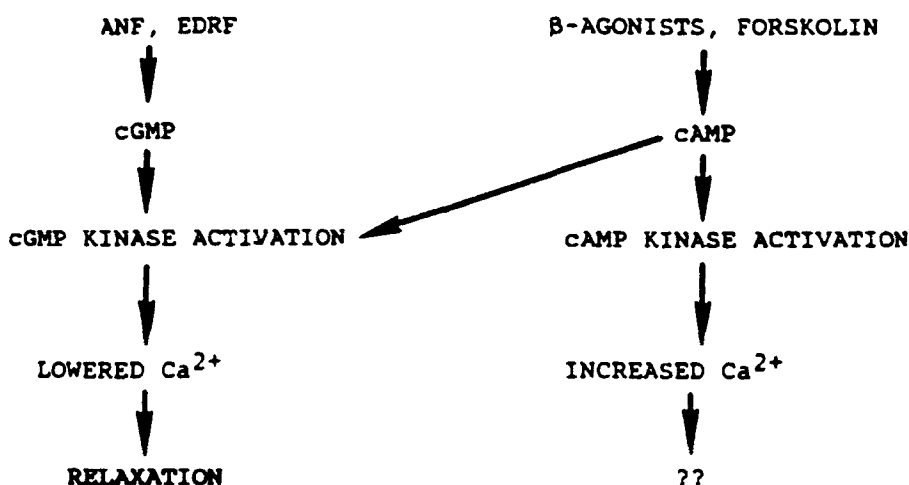 ANF, EDRF
β-AGONISTS, FORSKOLIN
cGMP
cAMP
cGMP KINASE ACTIVATION
cAMP KINASE ACTIVATION
LOWERED Ca2+
INCREASED Ca2+
RELAXATION
??